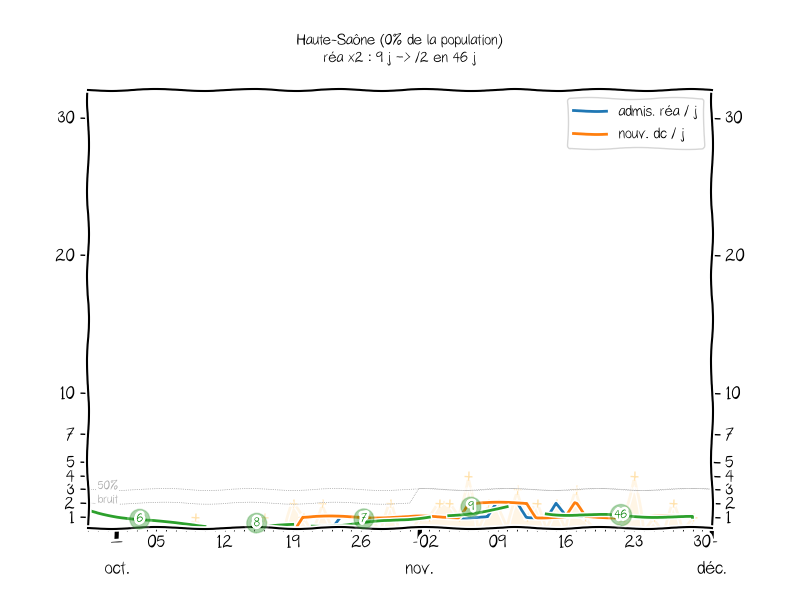 Haute-Saône (0% de la population)
réa x2 : 9 j -> /2 en 46 j
admis. réa / j
nouv. dc / j
30 30
20 20
10 10
7 7
5 5
4 4
3 3
2 2
1 1
50%
bruit
6 8 7 9 46
05 12 19 26 02 09 16 23 30
oct. nov. déc.